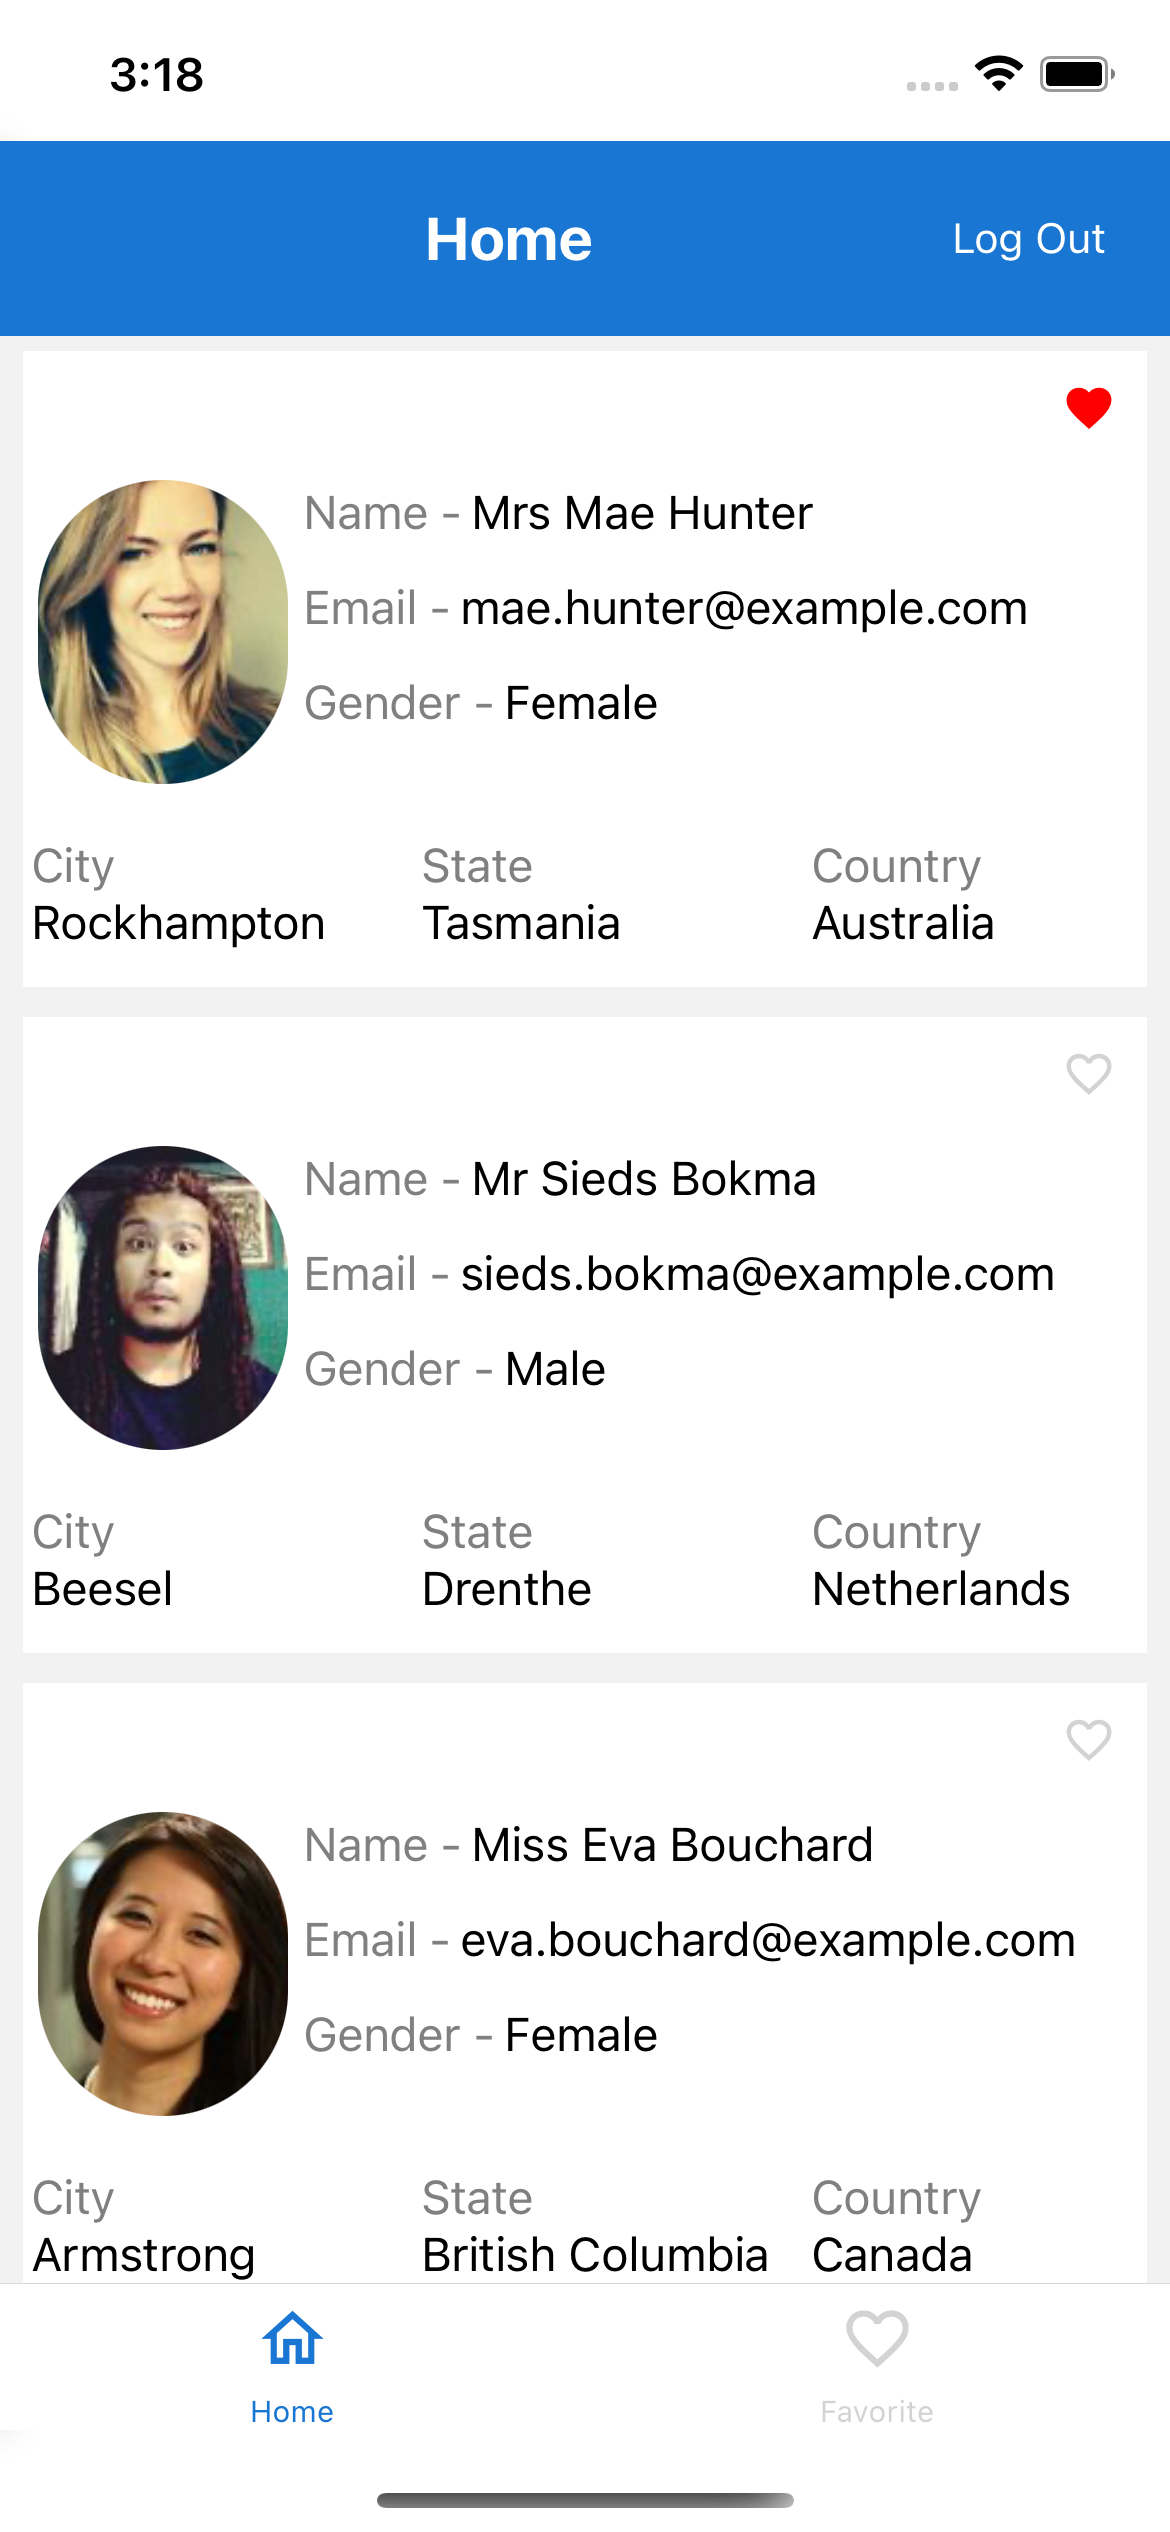 3:18
Home
Log Out
Name - Mrs Mae Hunter
Email - mae.hunter@example.com
Gender - Female
City State Country
Rockhampton Tasmania Australia
Name - Mr Sieds Bokma
Email - sieds.bokma@example.com
Gender - Male
City State Country
Beesel Drenthe Netherlands
Name - Miss Eva Bouchard
Email - eva.bouchard@example.com
Gender - Female
City State Country
Armstrong British Columbia Canada
Home Favorite